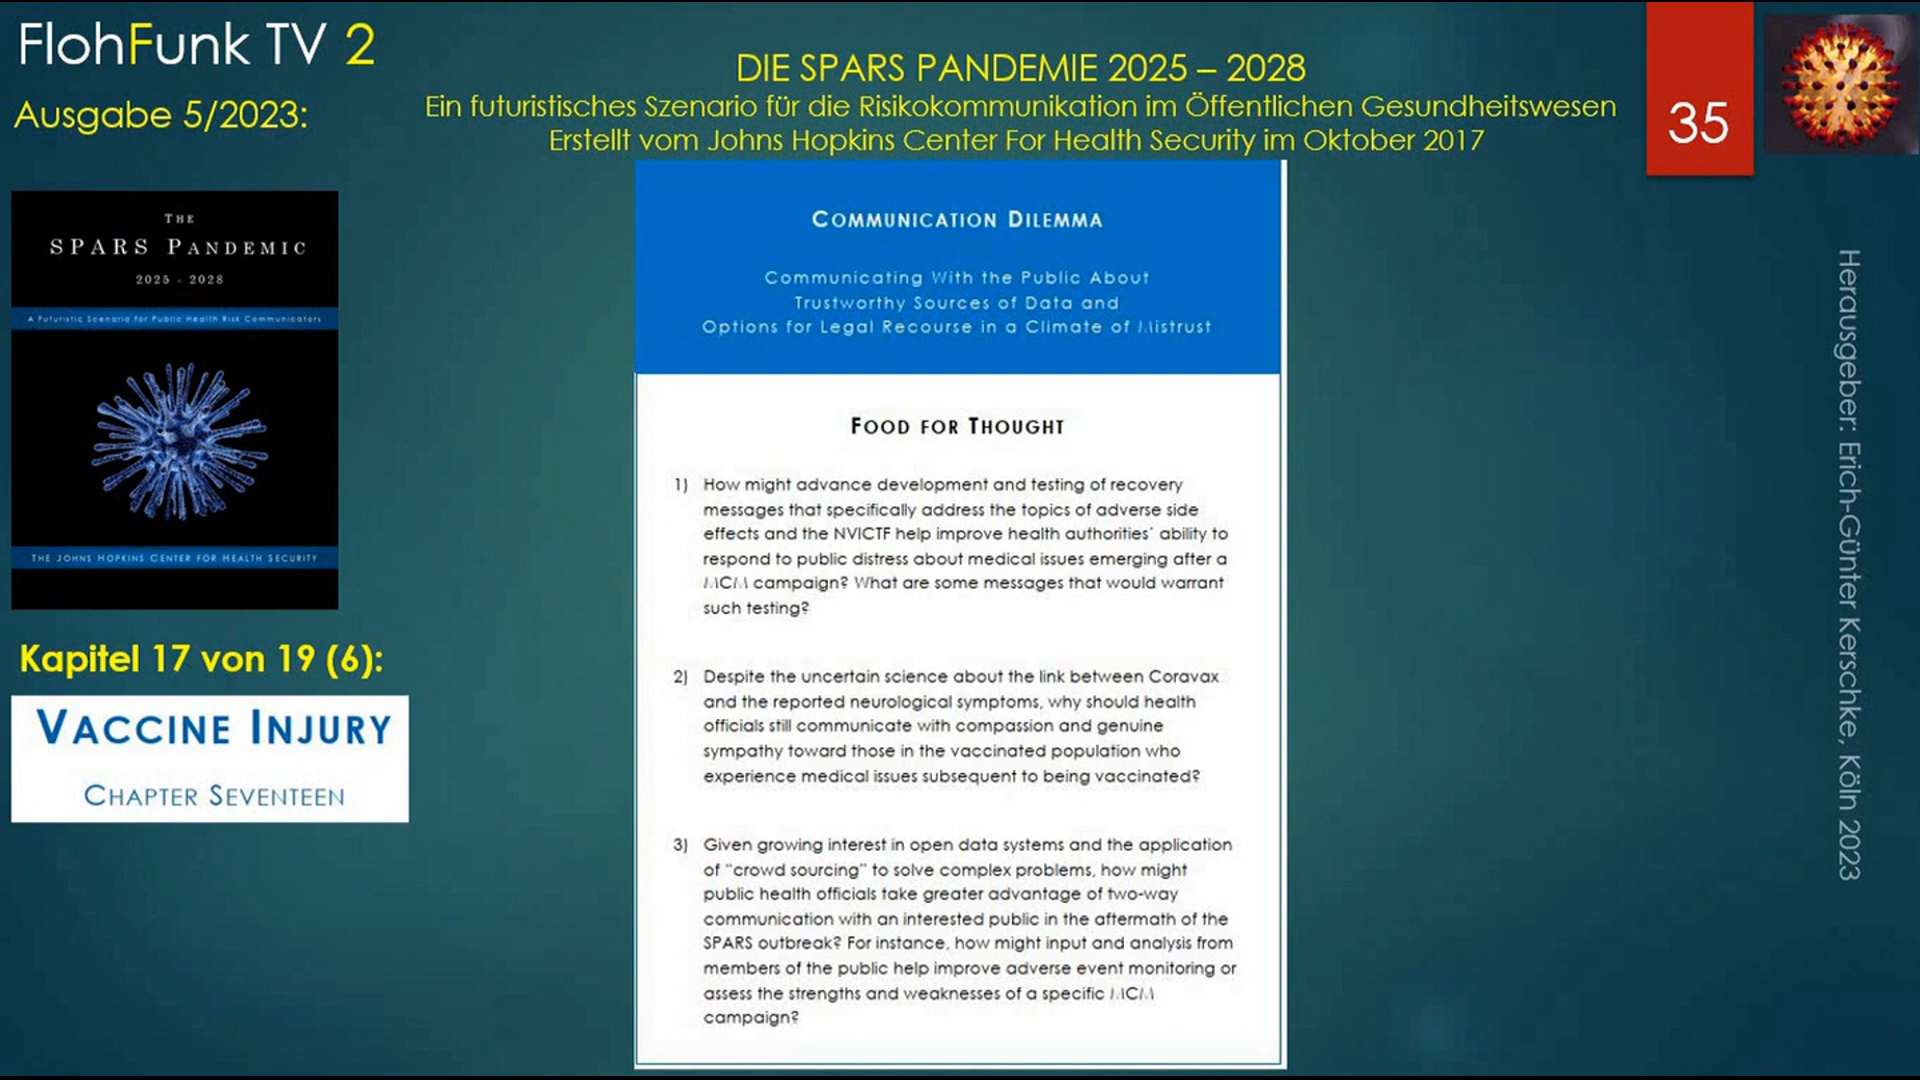 FlohFunk TV 2
Ausgabe 5/2023:
DIE SPARS PANDEMIE 2025 – 2028
Ein futuristisches Szenario für die Risikokommunikation im Öffentlichen Gesundheitswesen
Erstellt vom Johns Hopkins Center For Health Security im Oktober 2017
35
THE
SPARS PANDEMIC
2025 - 2028
A Futuristic Scenario for Public Health Risk Communicators
THE JOHNS HOPKINS CENTER FOR HEALTH SECURITY
Kapitel 17 von 19 (6):
VACCINE INJURY
CHAPTER SEVENTEEN
COMMUNICATION DILEMMA
Communicating With the Public About
Trustworthy Sources of Data and
Options for Legal Recourse in a Climate of Mistrust
FOOD FOR THOUGHT
1) How might advance development and testing of recovery
messages that specifically address the topics of adverse side
effects and the NVICTF help improve health authorities' ability to
respond to public distress about medical issues emerging after a
MCM campaign? What are some messages that would warrant
such testing?
2) Despite the uncertain science about the link between Coravax
and the reported neurological symptoms, why should health
officials still communicate with compassion and genuine
sympathy toward those in the vaccinated population who
experience medical issues subsequent to being vaccinated?
3) Given growing interest in open data systems and the application
of "crowd sourcing" to solve complex problems, how might
public health officials take greater advantage of two-way
communication with an interested public in the aftermath of the
SPARS outbreak? For instance, how might input and analysis from
members of the public help improve adverse event monitoring or
assess the strengths and weaknesses of a specific MCM
campaign?
Herausgeber: Erich-Günter Kerschke, Köln 2023